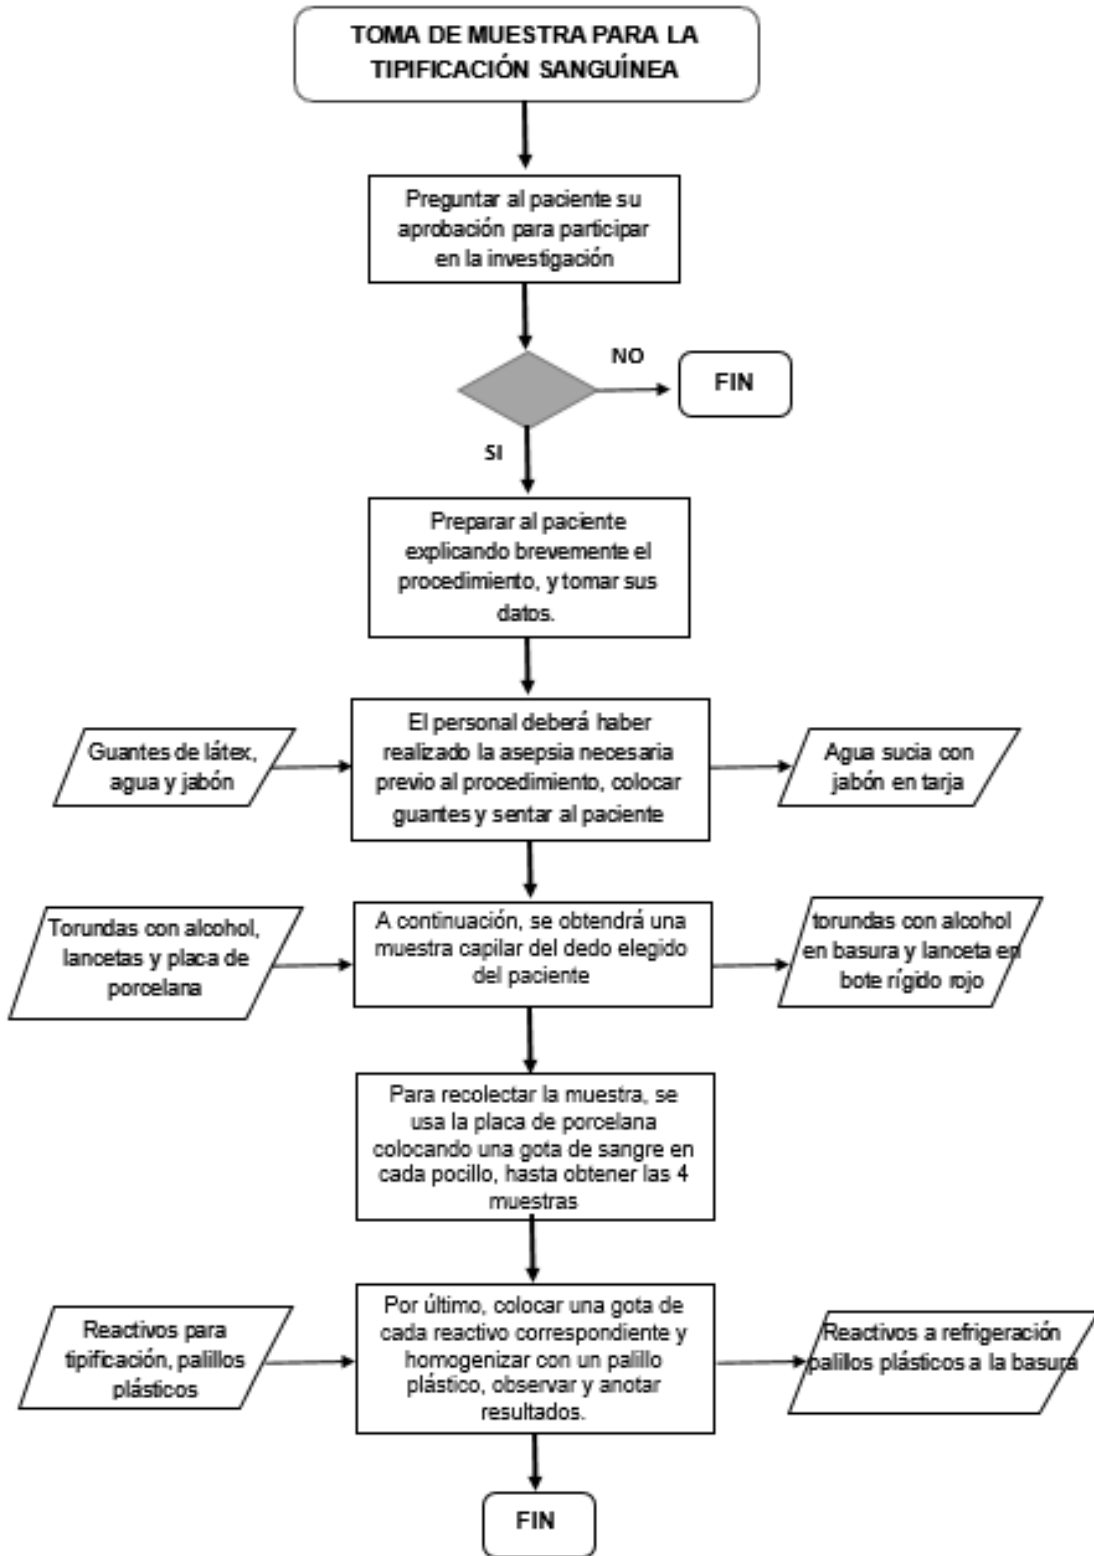 TOMA DE MUESTRA PARA LA
TIPIFICACIÓN SANGUÍNEA
Preguntar al paciente su
aprobación para participar
en la investigación
NO
FIN
SI
Preparar al paciente
explicando brevemente el
procedimiento, y tomar sus
datos.
Guantes de látex,
agua y jabón
El personal deberá haber
realizado la asepsia necesaria
previo al procedimiento, colocar
guantes y sentar al paciente
Agua sucia con
jabón en tarja
Torundas con alcohol,
lancetas y placa de
porcelana
A continuación, se obtendrá una
muestra capilar del dedo elegido
del paciente
torundas con alcohol
en basura y lanceta en
bote rígido rojo
Para recolectar la muestra, se
usa la placa de porcelana
colocando una gota de sangre en
cada pocillo, hasta obtener las 4
muestras
Reactivos para
tipificación, palillos
plásticos
Por último, colocar una gota de
cada reactivo correspondiente y
homogenizar con un palillo
plástico, observar y anotar
resultados.
Reactivos a refrigeración
palillos plásticos a la basura
FIN